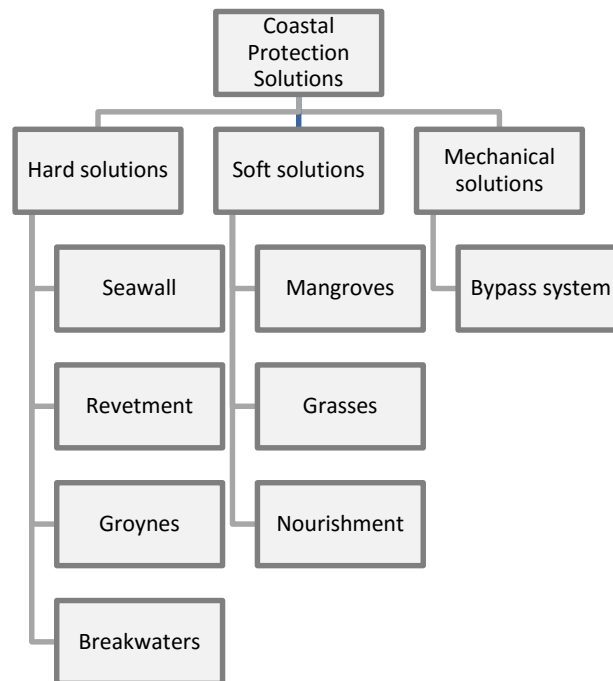 Coastal
Protection
Solutions
Hard solutions
Soft solutions
Mechanical
solutions
Seawall
Mangroves
Bypass system
Revetment
Grasses
Groynes
Nourishment
Breakwaters